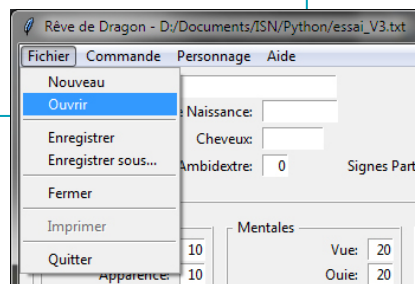 Rêve de Dragon - D:/Documents/ISN/Python/essai_V3.txt
Fichier Commande Personnage Aide
Nouveau
Ouvrir
Naissance:
Enregistrer
Cheveux:
Enregistrer sous...
Ambidextre: 0 Signes Part
Fermer
Imprimer
Mentales
Quitter
10 Vue: 20
Apparence: 10 Ouie: 20